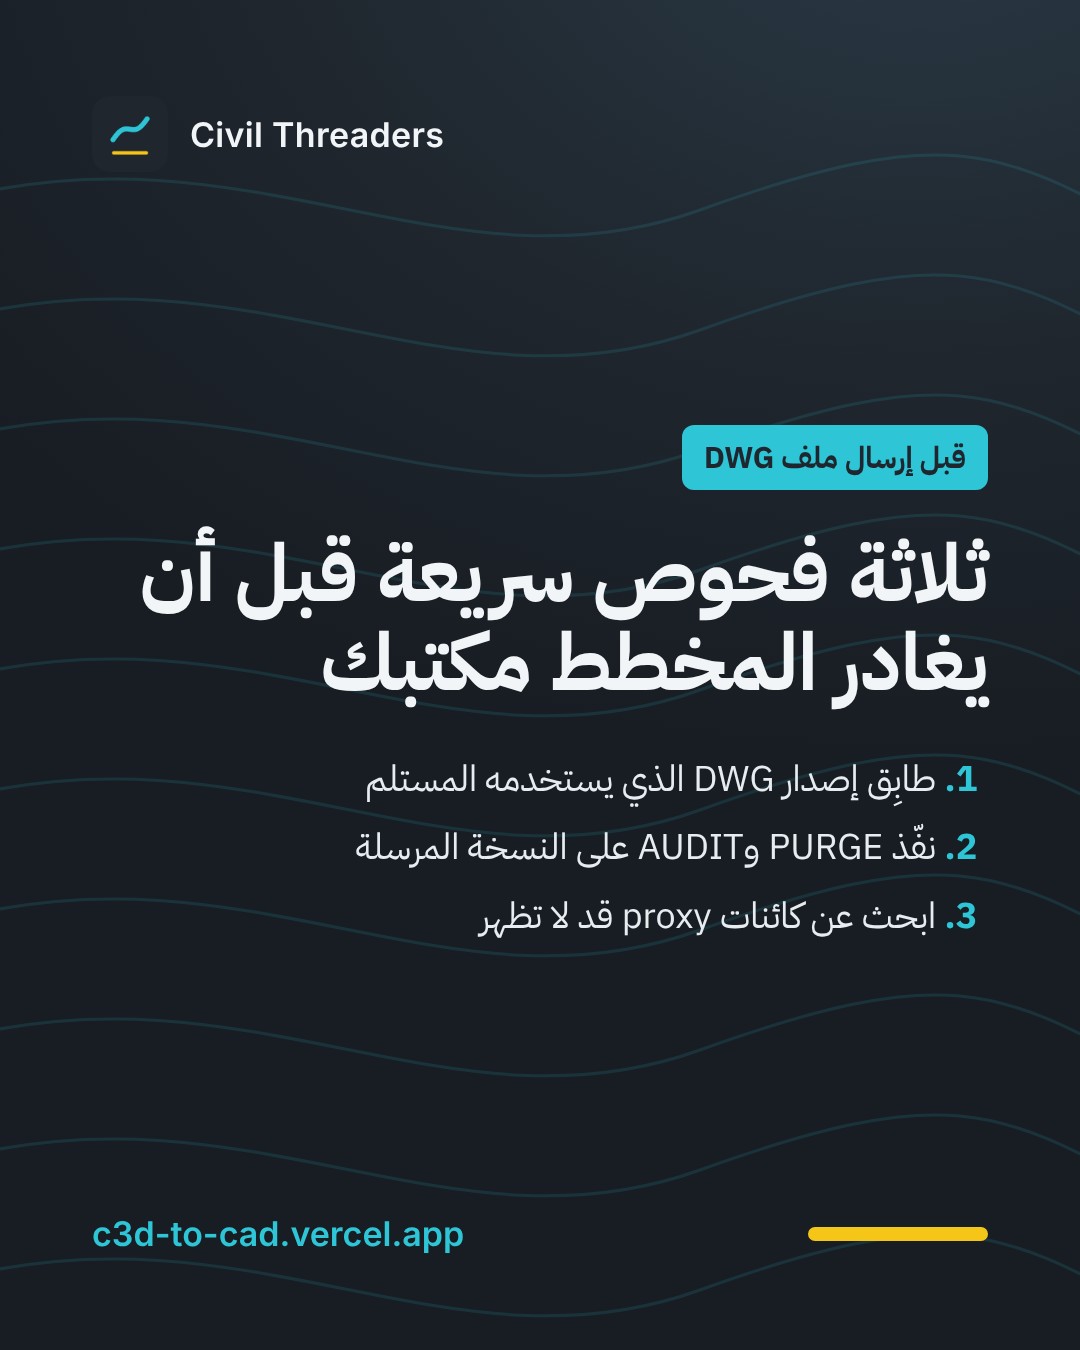 Civil Threaders
قبل إرسال ملف DWG
ثلاثة فحوص سريعة قبل أن
يغادر المخطط مكتبك
1. طابِق إصدار DWG الذي يستخدمه المستلم
2. نفّذ PURGE وAUDIT على النسخة المرسلة
3. ابحث عن كائنات proxy قد لا تظهر
c3d-to-cad.vercel.app